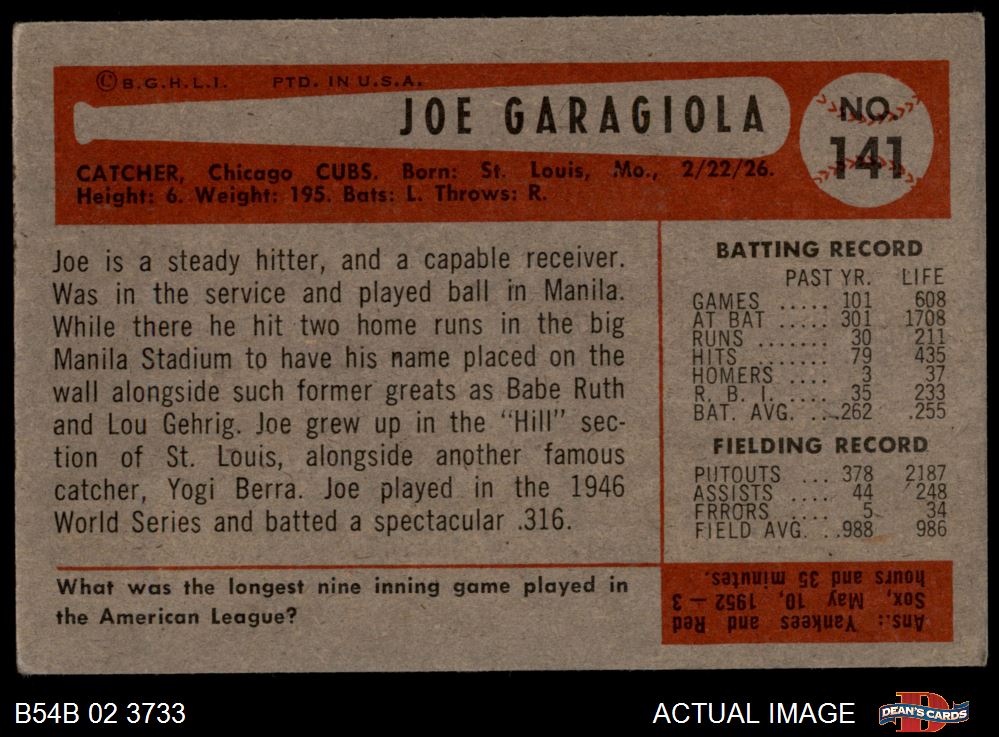 © B.G.H.L.I. PTD. IN U.S.A.
JOE GARAGIOLA
NO.
141
CATCHER, Chicago CUBS. Born: St. Louis, Mo., 2/22/26.
Height: 6. Weight: 195. Bats: L. Throws: R.
Joe is a steady hitter, and a capable receiver.
Was in the service and played ball in Manila.
While there he hit two home runs in the big
Manila Stadium to have his name placed on the
wall alongside such former greats as Babe Ruth
and Lou Gehrig. Joe grew up in the "Hill" sec-
tion of St. Louis, alongside another famous
catcher, Yogi Berra. Joe played in the 1946
World Series and batted a spectacular .316.
BATTING RECORD
PAST YR. LIFE
GAMES ..... 101 608
AT BAT ..... 301 1708
RUNS ....... 30 211
HITS ....... 79 435
HOMERS .... 3 37
R. B. I. .... 35 233
BAT. AVG. ...262 .255
FIELDING RECORD
PUTOUTS .... 378 2187
ASSISTS .... 44 248
FRRORS .... 5 34
FIELD AVG. ..988 986
What was the longest nine inning game played in
the American League?
Ans.: Yankees and Red
Sox, May 10, 1952 — 3
hours and 35 minutes.
B54B 02 3733
ACTUAL IMAGE
D
DEAN'S CARDS